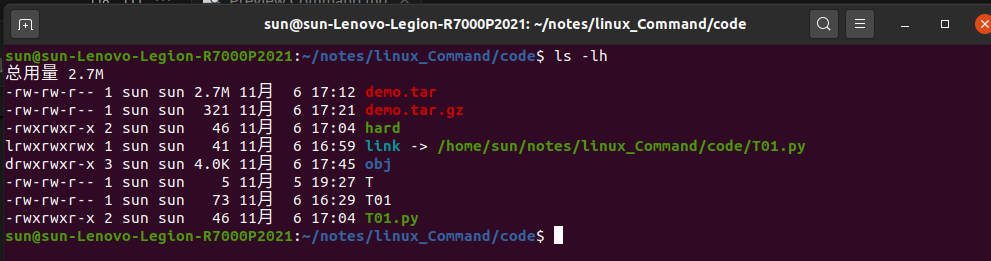 sun@sun-Lenovo-Legion-R7000P2021: ~/notes/linux_Command/code
sun@sun-Lenovo-Legion-R7000P2021:~/notes/linux_Command/code$ ls -lh
总用量 2.7M
-rw-rw-r-- 1 sun sun 2.7M 11月  6 17:12 demo.tar
-rw-rw-r-- 1 sun sun  321 11月  6 17:21 demo.tar.gz
-rwxrwxr-x 2 sun sun   46 11月  6 17:04 hard
lrwxrwxrwx 1 sun sun   41 11月  6 16:59 link -> /home/sun/notes/linux_Command/code/T01.py
drwxrwxr-x 3 sun sun 4.0K 11月  6 17:45 obj
-rw-rw-r-- 1 sun sun    5 11月  5 19:27 T
-rw-rw-r-- 1 sun sun   73 11月  6 16:29 T01
-rwxrwxr-x 2 sun sun   46 11月  6 17:04 T01.py
sun@sun-Lenovo-Legion-R7000P2021:~/notes/linux_Command/code$